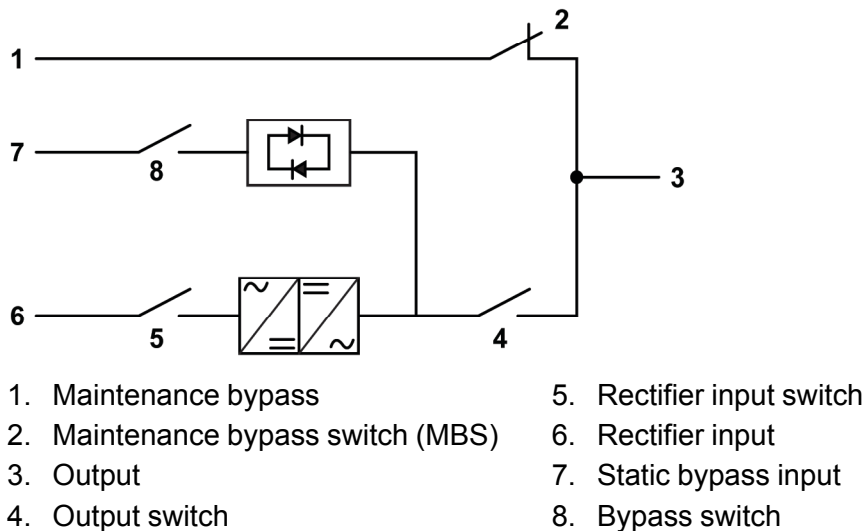 2
1
7
8
3
6
5
4
1. Maintenance bypass
2. Maintenance bypass switch (MBS)
3. Output
4. Output switch
5. Rectifier input switch
6. Rectifier input
7. Static bypass input
8. Bypass switch